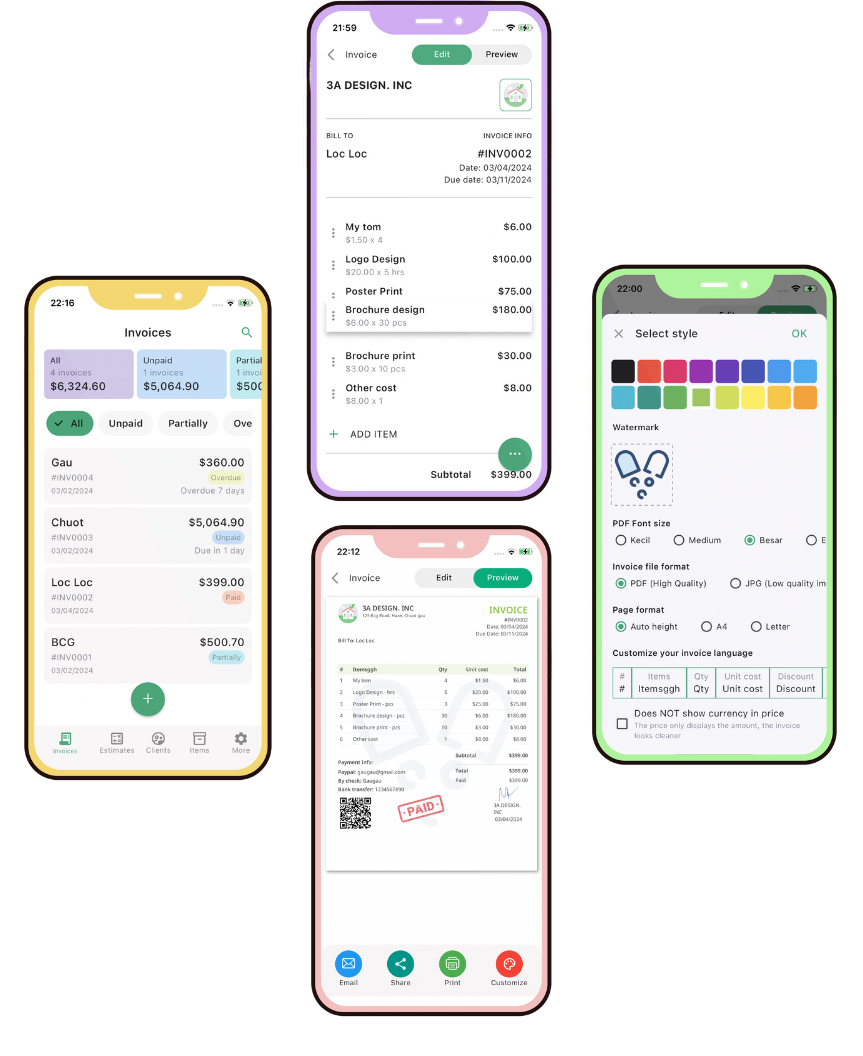 21:59
Invoice
Edit
Preview
3A DESIGN. INC
BILL TO
INVOICE INFO
Loc Loc
#INV0002
Date: 03/04/2024
Due date: 03/11/2024
My tom
$6.00
$1.50 x 4
Logo Design
$100.00
$20.00 x 5 hrs
Poster Print
$75.00
Brochure design
$180.00
$6.00 x 30 pcs
Brochure print
$30.00
$3.00 x 10 pcs
Other cost
$8.00
$8.00 x 1
+ ADD ITEM
Subtotal $399.00
22:16
Invoices
All
4 invoices
$6,324.60
Unpaid
1 invoices
$5,064.90
Partial
1 invoi
$500
All
Unpaid
Partially
Ove
Gau
$360.00
#INV0004
Overdue
03/02/2024
Overdue 7 days
Chuot
$5,064.90
#INV0003
Unpaid
03/02/2024
Due in 1 day
Loc Loc
$399.00
#INV0002
Paid
03/04/2024
BCG
$500.70
#INV0001
Partially
03/02/2024
Invoices
Estimates
Clients
Items
More
22:12
Invoice
Edit
Preview
3A DESIGN. INC
INVOICE
#INV0002
Date: 03/04/2024
Due Date: 03/11/2024
Bill To: Loc Loc
# Itemsggh Qty Unit cost Total
1 My tom 4 $1.50 $6.00
2 Logo Design - hrs 5 $20.00 $100.00
3 Poster Print - pcs 3 $25.00 $75.00
4 Brochure design - pcs 30 $6.00 $180.00
5 Brochure print - pcs 10 $3.00 $30.00
6 Other cost 1 $8.00 $8.00
Subtotal $399.00
Total $399.00
Paid $399.00
Payment Info:
Paypal: gaugau@gmail.com
By check: Gaugau
Bank transfer: 1234567890
PAID
3A DESIGN.
INC
03/04/2024
Email
Share
Print
Customize
22:00
Edit
Select style
OK
Watermark
PDF Font size
Kecil
Medium
Besar
E
Invoice file format
PDF (High Quality)
JPG (Low quality im
Page format
Auto height
A4
Letter
Customize your invoice language
# Items Qty Unit cost Discount
# Itemsggh Qty Unit cost Discount
Does NOT show currency in price
The price only displays the amount, the invoice
looks cleaner